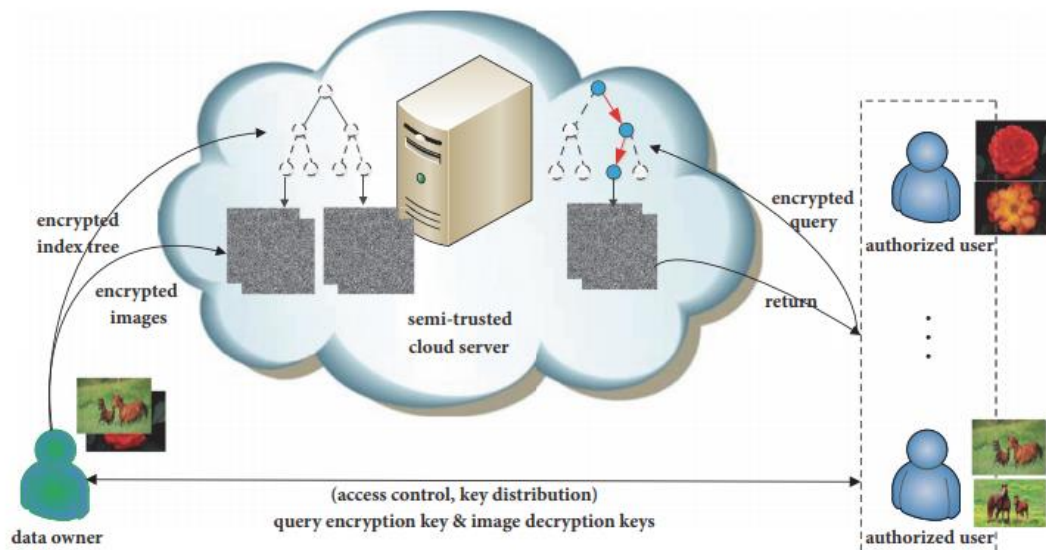 encrypted
index tree
encrypted
images
semi-trusted
cloud server
encrypted
query
return
authorized user
data owner
(access control, key distribution)
query encryption key & image decryption keys
authorized user